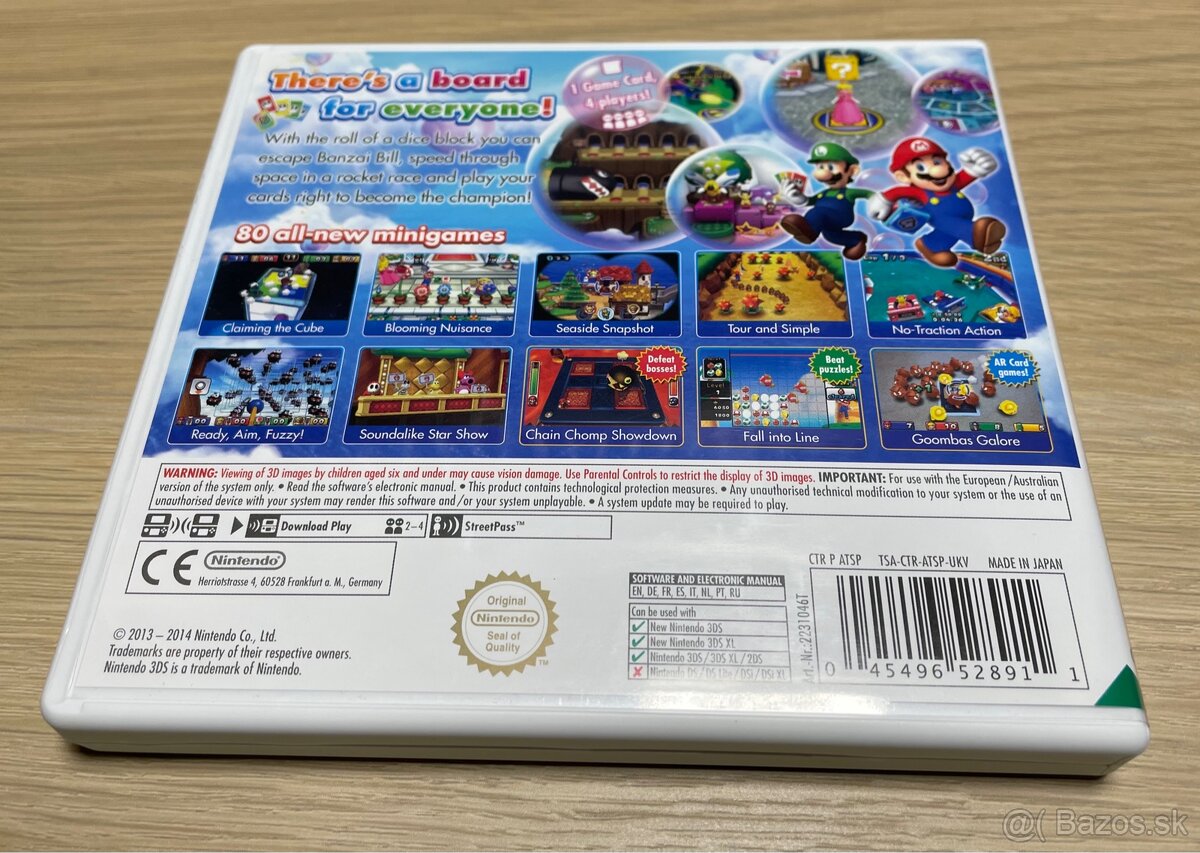 There's a board
for everyone!
1 Game Card,
4 players!
With the roll of a dice block you can
escape Banzai Bill, speed through
space in a rocket race and play your
cards right to become the champion!
80 all-new minigames
Claiming the Cube
Blooming Nuisance
Seaside Snapshot
Tour and Simple
No-Traction Action
Defeat
bosses!
Beat
puzzles!
AR Card
games!
Ready, Aim, Fuzzy!
Soundalike Star Show
Chain Chomp Showdown
Fall into Line
Goombas Galore
WARNING: Viewing of 3D images by children aged six and under may cause vision damage. Use Parental Controls to restrict the display of 3D images. IMPORTANT: For use with the European /Australian
version of the system only. • Read the software's electronic manual. • This product contains technological protection measures. • Any unauthorised technical modification to your system or the use of an
unauthorised device with your system may render this software and /or your system unplayable. • A system update may be required to play.
Download Play
2–4
StreetPass™
CE
Nintendo®
Herriotstrasse 4, 60528 Frankfurt a. M., Germany
© 2013 – 2014 Nintendo Co., Ltd.
Trademarks are property of their respective owners.
Nintendo 3DS is a trademark of Nintendo.
Original
Nintendo
Seal of
Quality
™
SOFTWARE AND ELECTRONIC MANUAL
EN, DE, FR, ES, IT, NL, PT, RU
Can be used with
New Nintendo 3DS
New Nintendo 3DS XL
Nintendo 3DS / 3DS XL / 2DS
Nintendo DS / DS Lite / DSi / DSi XL
Art.-Nr.:2231046T
CTR P ATSP TSA-CTR-ATSP-UKV MADE IN JAPAN
0 45496 52891 1
@( Bazos.sk